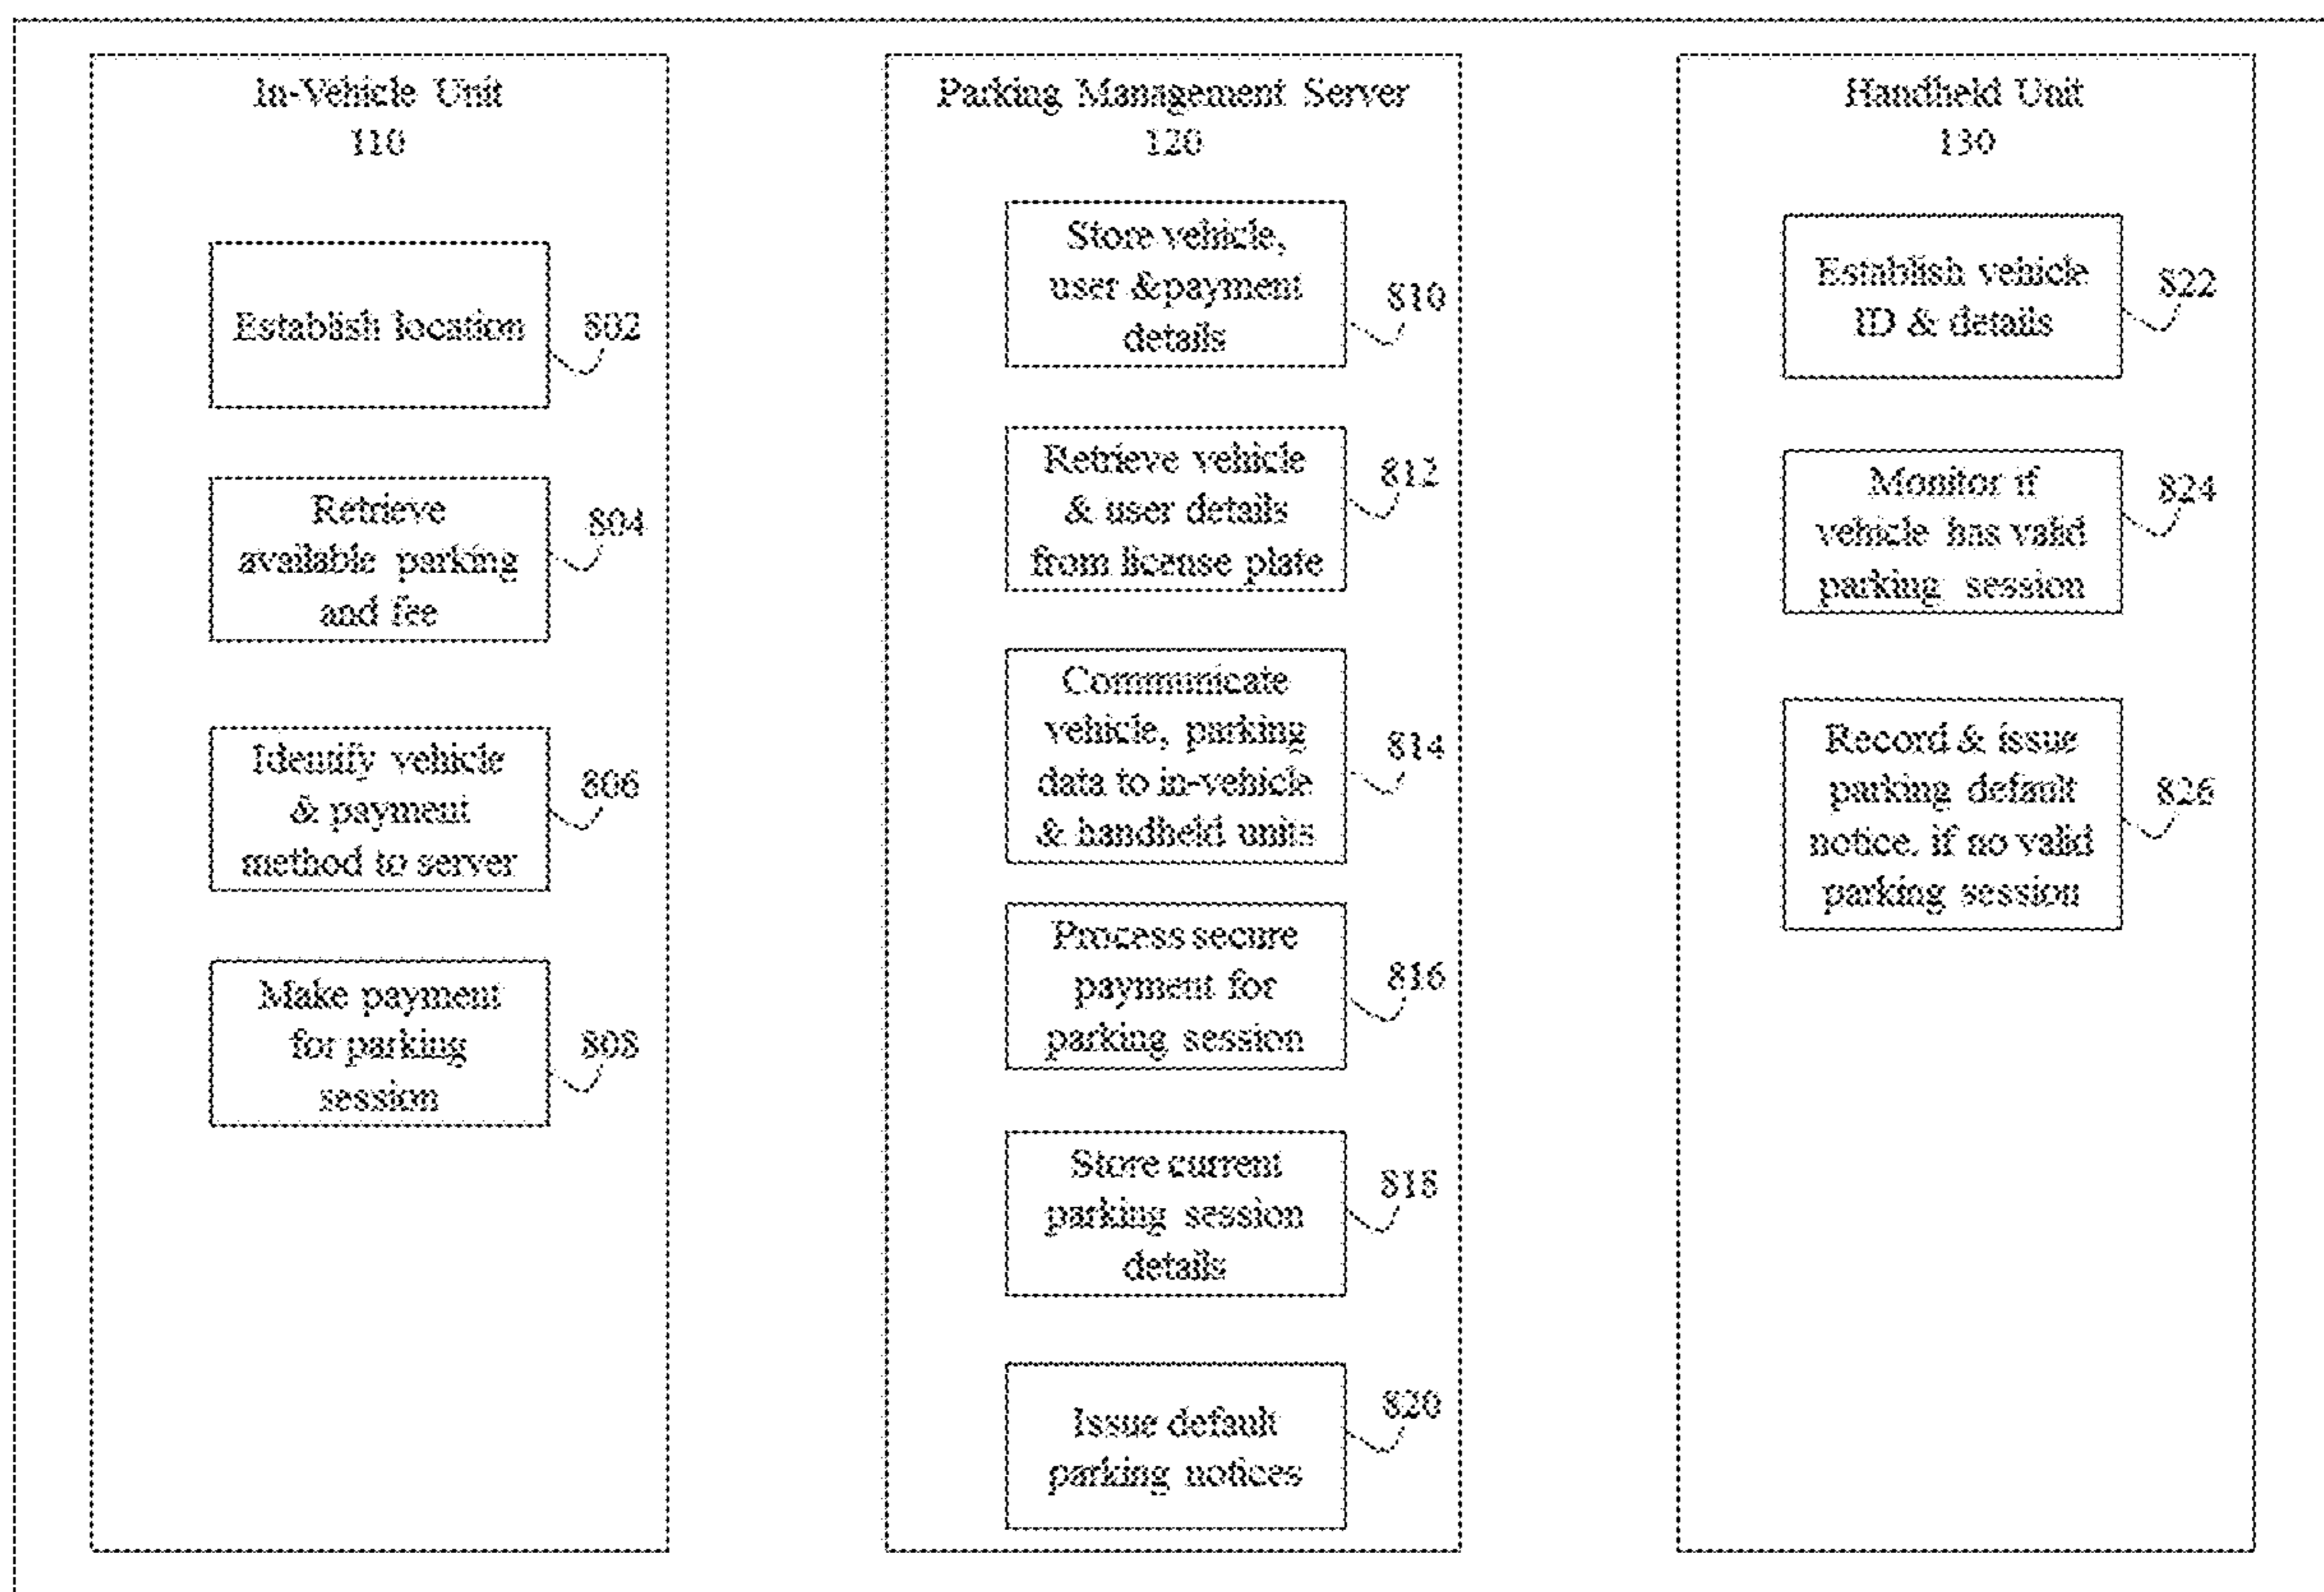 In-Vehicle Unit
110
Establish location
802
Retrieve
available parking
and fee
804
Identify vehicle
& payment
method to server
806
Make payment
for parking
session
808
Parking Management Server
120
Store vehicle,
user &payment
details
810
Retrieve vehicle
& user details
from license plate
812
Communicate
vehicle, parking
data to in-vehicle
& handheld units
814
Process secure
payment for
parking session
816
Store current
parking session
details
818
Issue default
parking notices
820
Handheld Unit
130
Establish vehicle
ID & details
822
Monitor if
vehicle has valid
parking session
824
Record & issue
parking default
notice, if no valid
parking session
826